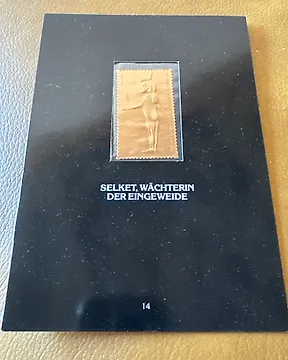 SELKET, WÄCHTERIN
DER EINGEWEIDE
14